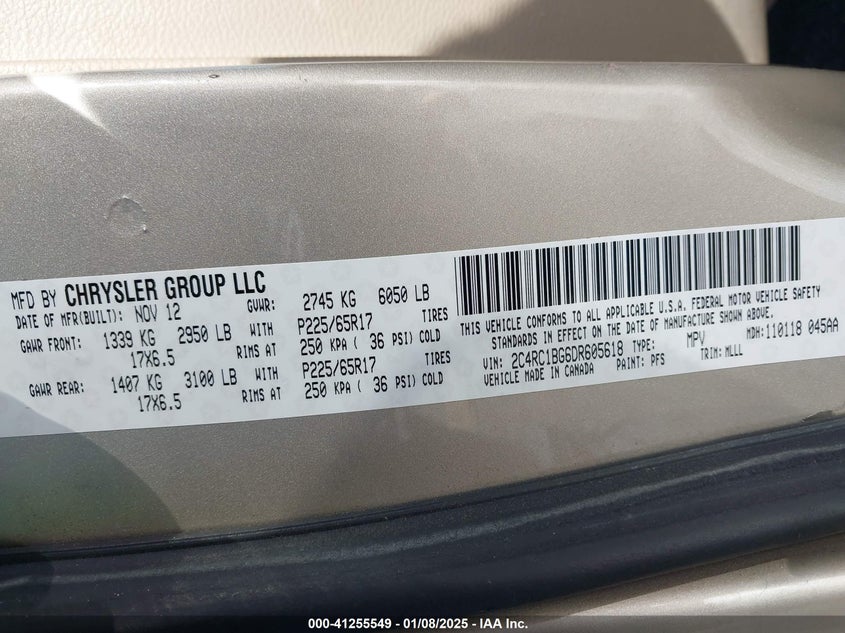 MFD BY CHRYSLER GROUP LLC
DATE OF MFR(BUILT): NOV 12 GVWR: 2745 KG 6050 LB
GAWR FRONT: 1339 KG 2950 LB WITH P225/65R17 TIRES
17X6.5 RIMS AT 250 KPA ( 36 PSI) COLD
GAWR REAR: 1407 KG 3100 LB WITH P225/65R17 TIRES
17X6.5 RIMS AT 250 KPA ( 36 PSI) COLD
THIS VEHICLE CONFORMS TO ALL APPLICABLE U.S.A. FEDERAL MOTOR VEHICLE SAFETY
STANDARDS IN EFFECT ON THE DATE OF MANUFACTURE SHOWN ABOVE.
VIN: 2C4RC1BG6DR605618 TYPE: MPV MDH:110118 045AA
VEHICLE MADE IN CANADA PAINT: PFS TRIM: MLLL
000-41255549 - 01/08/2025 - IAA Inc.